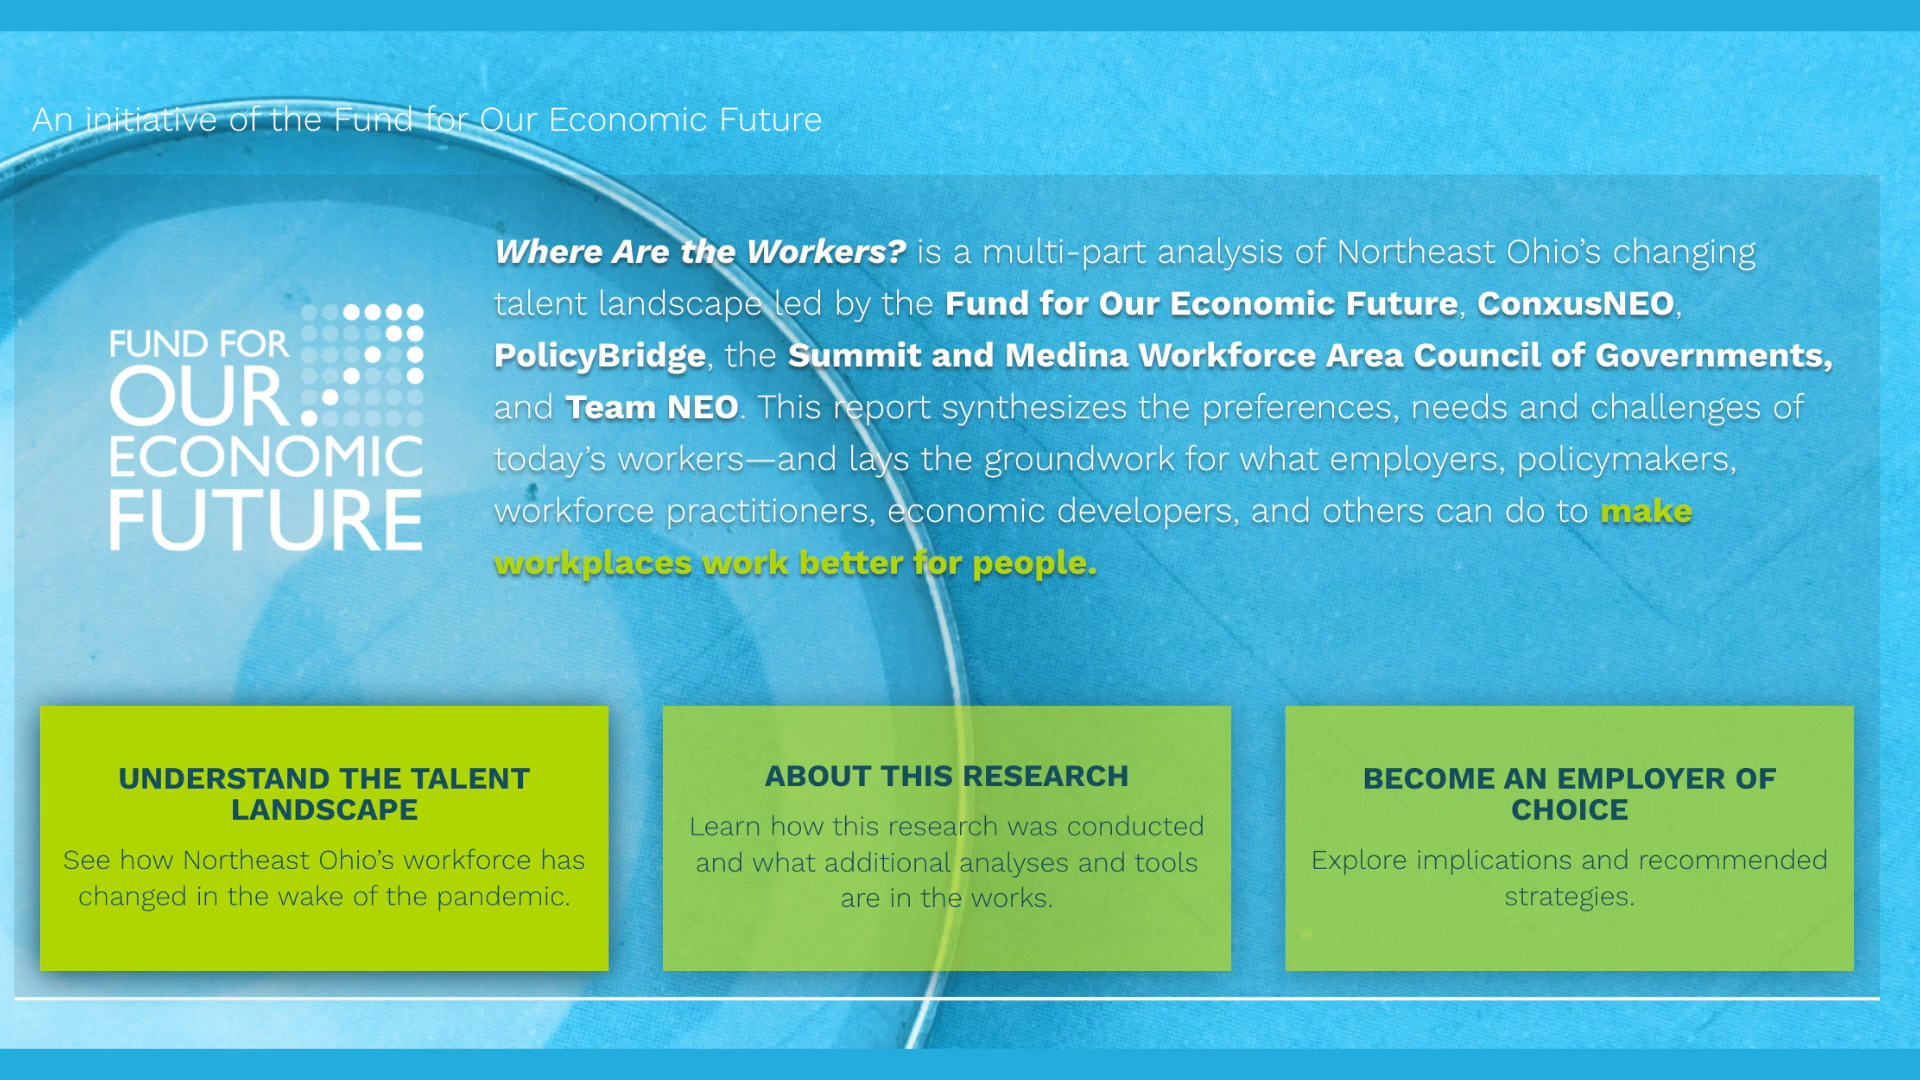 An initiative of the Fund for Our Economic Future
FUND FOR
OUR
ECONOMIC
FUTURE
Where Are the Workers? is a multi-part analysis of Northeast Ohio’s changing
talent landscape led by the Fund for Our Economic Future, ConxusNEO,
PolicyBridge, the Summit and Medina Workforce Area Council of Governments,
and Team NEO. This report synthesizes the preferences, needs and challenges of
today’s workers—and lays the groundwork for what employers, policymakers,
workforce practitioners, economic developers, and others can do to make
workplaces work better for people.
UNDERSTAND THE TALENT
LANDSCAPE
See how Northeast Ohio’s workforce has
changed in the wake of the pandemic.
ABOUT THIS RESEARCH
Learn how this research was conducted
and what additional analyses and tools
are in the works.
BECOME AN EMPLOYER OF
CHOICE
Explore implications and recommended
strategies.